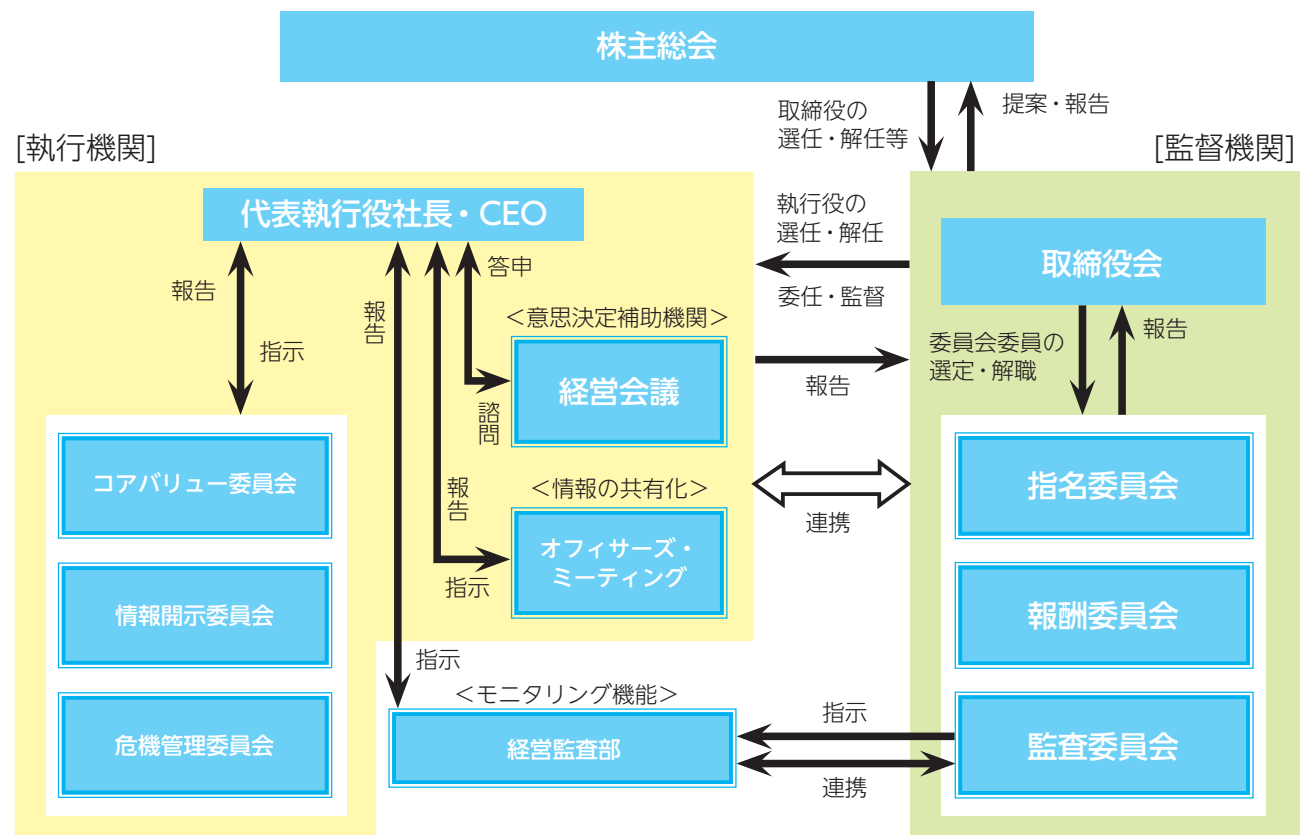 株主総会
取締役の
選任・解任等
提案・報告
[執行機関]
[監督機関]
代表執行役社長・CEO
執行役の
選任・解任
委任・監督
取締役会
報告
指示
報告
答申
<意思決定補助機関>
経営会議
諮問
報告
委員会委員の
選定・解職
報告
コアバリュー委員会
報告
<情報の共有化>
オフィサーズ・
ミーティング
指示
連携
指名委員会
情報開示委員会
報酬委員会
指示
<モニタリング機能>
危機管理委員会
経営監査部
指示
連携
監査委員会